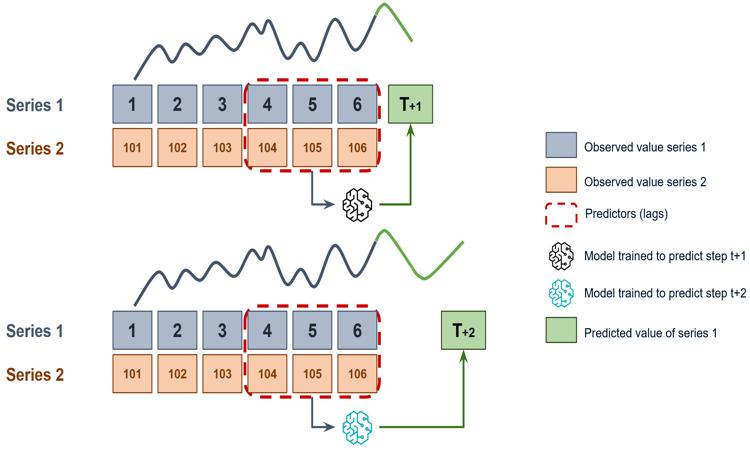 Series 1 1 2 3 4 5 6 T+1
Series 2 101 102 103 104 105 106
Series 1 1 2 3 4 5 6 T+2
Series 2 101 102 103 104 105 106
Observed value series 1
Observed value series 2
Predictors (lags)
Model trained to predict step t+1
Model trained to predict step t+2
Predicted value of series 1